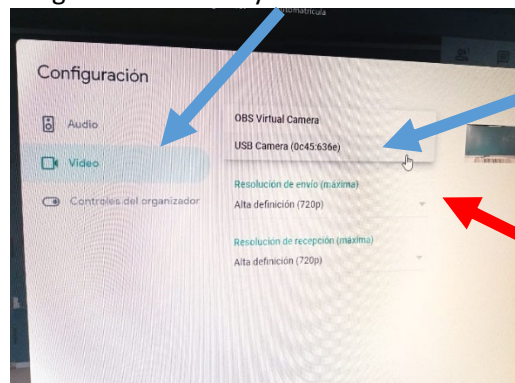 Configuración
Audio
Video
Controles del organizador
OBS Virtual Camera
USB Camera (0c45:636e)
Resolución de envío (máxima)
Alta definición (720p)
Resolución de recepción (máxima)
Alta definición (720p)